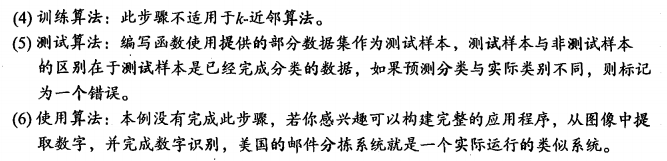 (4) 训练算法：此步骤不适用于k-近邻算法。
(5) 测试算法：编写函数使用提供的部分数据集作为测试样本，测试样本与非测试样本
的区别在于测试样本是已经完成分类的数据，如果预测分类与实际类别不同，则标记
为一个错误。
(6) 使用算法：本例没有完成此步骤，若你感兴趣可以构建完整的应用程序，从图像中提
取数字，并完成数字识别，美国的邮件分拣系统就是一个实际运行的类似系统。